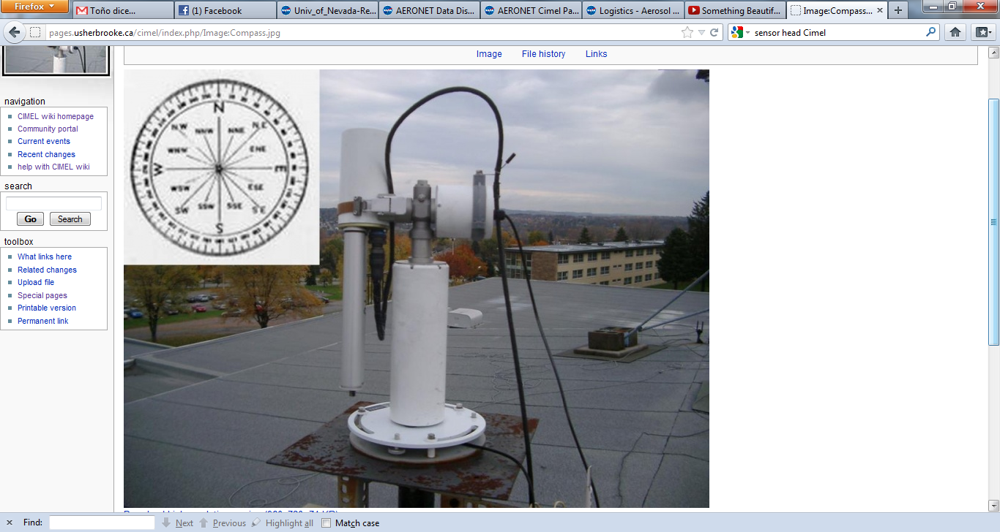 Firefox
Toño dice...
(1) Facebook
Univ_of_Nevada-Re...
AERONET Data Dis...
AERONET Cimel Pa...
Logistics - Aerosol ...
Something Beautif...
Image:Compass...
pages.usherbrooke.ca/cimel/index.php/Image:Compass.jpg
sensor head Cimel
Image
File history
Links
navigation
CIMEL wiki homepage
Community portal
Current events
Recent changes
help with CIMEL wiki
search
Go
Search
toolbox
What links here
Related changes
Upload file
Special pages
Printable version
Permanent link
N
NW
NNW
NNE
NE
WNW
ENE
W
E
WSW
ESE
SW
SSW
SSE
SE
S
Find:
Next
Previous
Highlight all
Match case